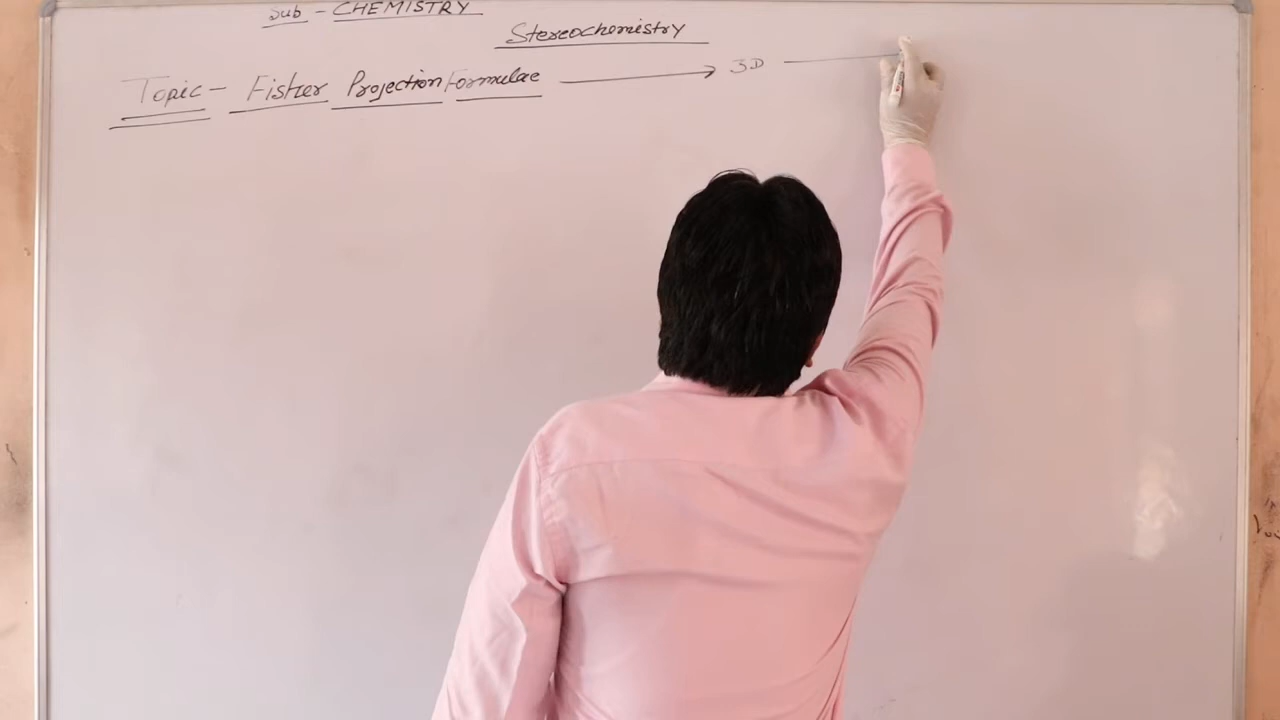 Sub - CHEMISTRY
Stereochemistry
Topic - Fisher Projection Formulae → 3D